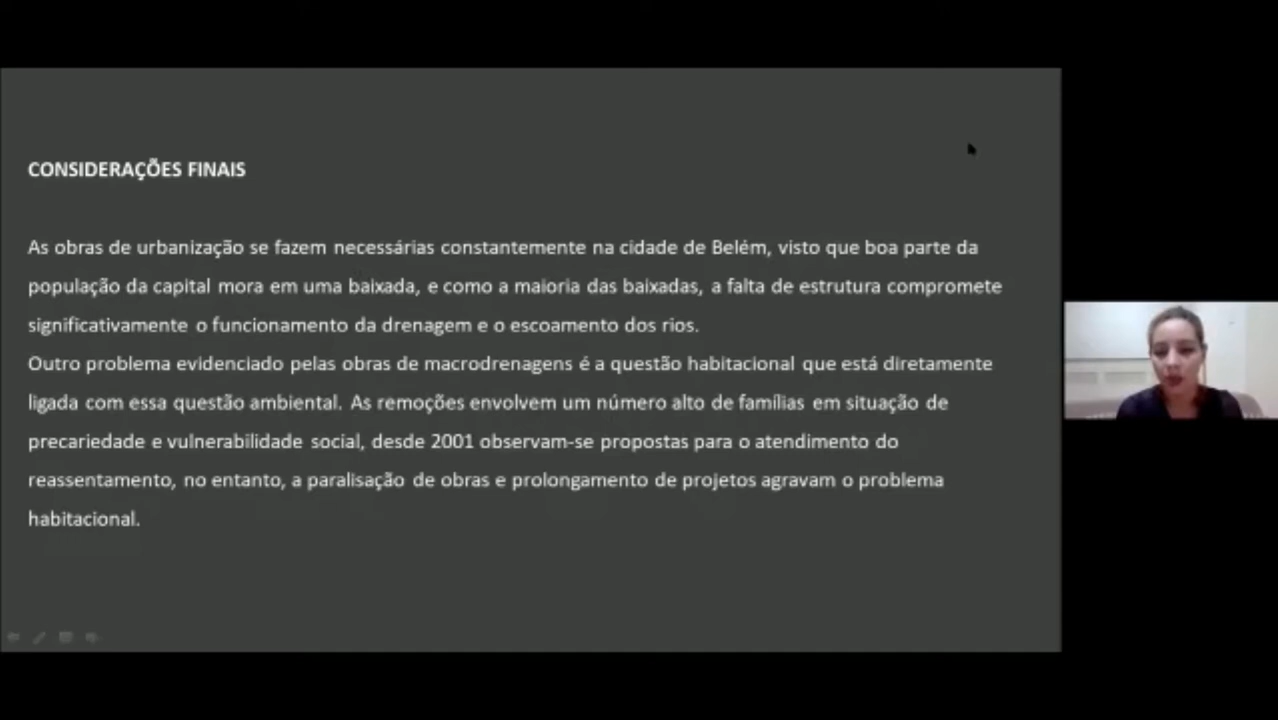 CONSIDERAÇÕES FINAIS
As obras de urbanização se fazem necessárias constantemente na cidade de Belém, visto que boa parte da
população da capital mora em uma baixada, e como a maioria das baixadas, a falta de estrutura compromete
significativamente o funcionamento da drenagem e o escoamento dos rios.
Outro problema evidenciado pelas obras de macrodrenagens é a questão habitacional que está diretamente
ligada com essa questão ambiental. As remoções envolvem um número alto de famílias em situação de
precariedade e vulnerabilidade social, desde 2001 observam-se propostas para o atendimento do
reassentamento, no entanto, a paralisação de obras e prolongamento de projetos agravam o problema
habitacional.